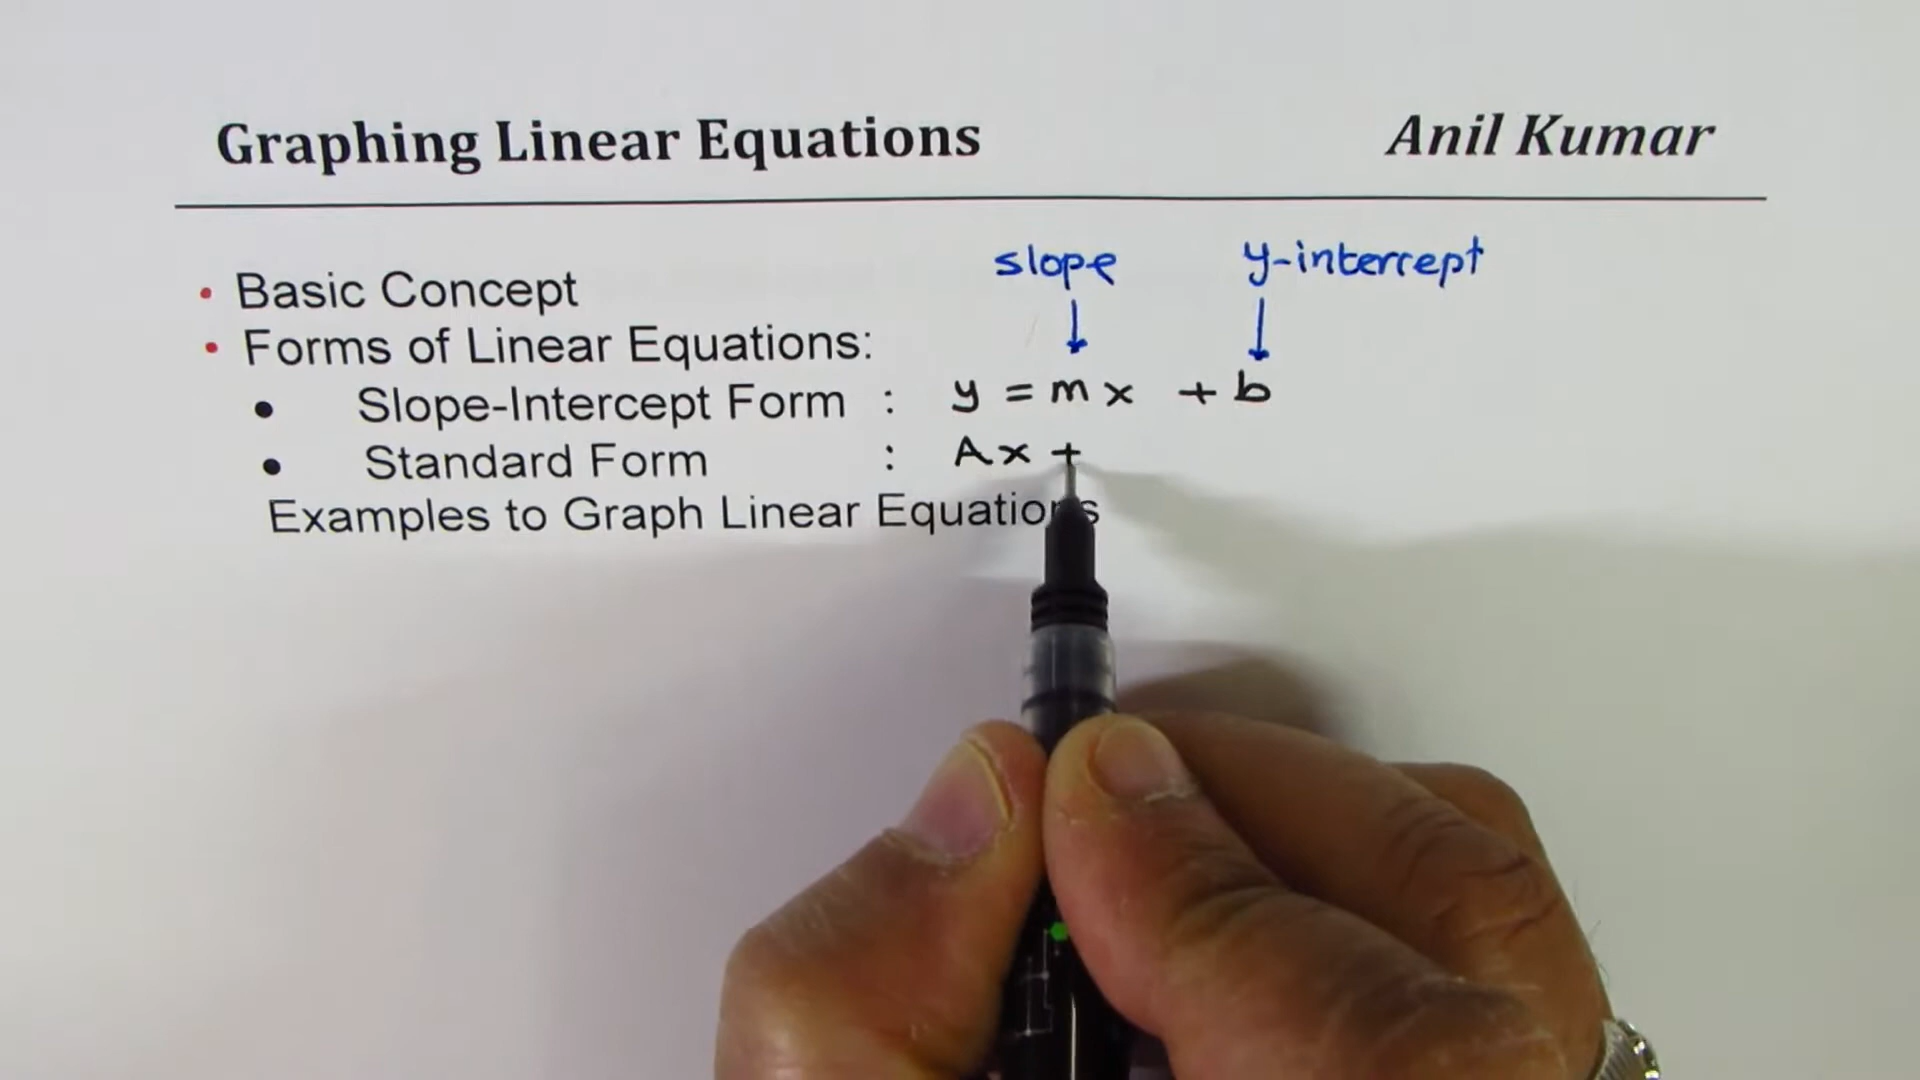 Graphing Linear Equations Anil Kumar
slope y-intercept
• Basic Concept
• Forms of Linear Equations:
• Slope-Intercept Form : y = mx + b
• Standard Form : Ax +
Examples to Graph Linear Equations